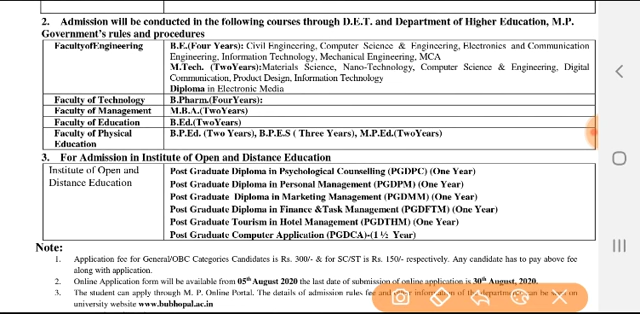 2. Admission will be conducted in the following courses through D.E.T. and Department of Higher Education, M.P.
Government's rules and procedures
FacultyofEngineering
B.E.(Four Years): Civil Engineering, Computer Science & Engineering, Electronics and Communication
Engineering, Information Technology, Mechanical Engineering, MCA
M.Tech. (TwoYears):Materials Science, Nano-Technology, Computer Science & Engineering, Digital
Communication, Product Design, Information Technology
Diploma in Electronic Media
Faculty of Technology B.Pharm.(FourYears):
Faculty of Management M.B.A.(TwoYears)
Faculty of Education B.Ed.(TwoYears)
Faculty of Physical Education B.P.Ed. (Two Years), B.P.E.S ( Three Years), M.P.Ed.(TwoYears)
3. For Admission in Institute of Open and Distance Education
Institute of Open and Distance Education
Post Graduate Diploma in Psychological Counselling (PGDPC) (One Year)
Post Graduate Diploma in Personal Management (PGDPM) (One Year)
Post Graduate Diploma in Marketing Management (PGDMM) (One Year)
Post Graduate Diploma in Finance &Task Management (PGDFTM) (One Year)
Post Graduate Tourism in Hotel Management (PGDTHM) (One Year)
Post Graduate Computer Application (PGDCA)-(1 ½ Year)
Note:
1. Application fee for General/OBC Categories Candidates is Rs. 300/- & for SC/ST is Rs. 150/- respectively. Any candidate has to pay above fee
along with application.
2. Online Application form will be available from 05th August 2020 the last date of submission of online application is 30th August, 2020.
3. The student can apply through M. P. Online Portal. The details of admission rules fee and information of the department can be on
university website www.bubhopal.ac.in